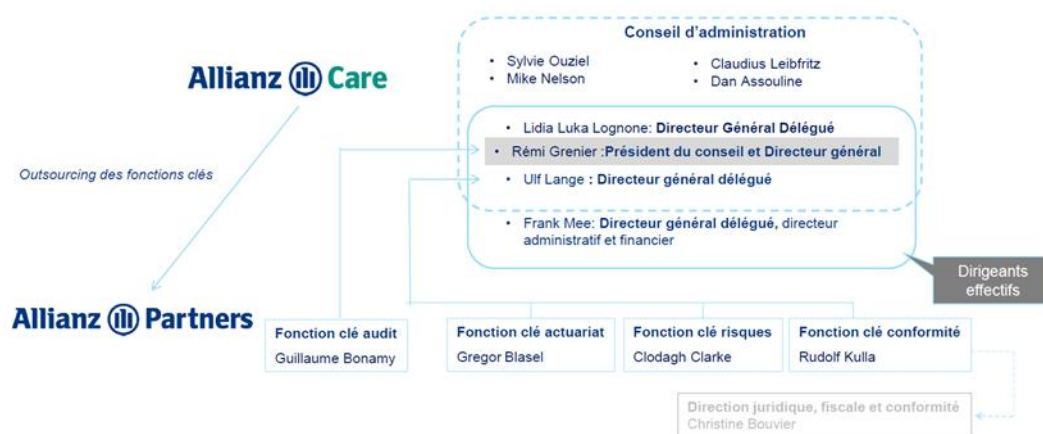 Conseil d'administration
• Sylvie Ouziel
• Mike Nelson
• Claudius Leibfritz
• Dan Assouline
Allianz Care
• Lidia Luka Lognone: Directeur Général Délégué
• Rémi Grenier :Président du conseil et Directeur général
• Ulf Lange : Directeur général délégué
• Frank Mee: Directeur général délégué, directeur
administratif et financier
Outsourcing des fonctions clés
Dirigeants
effectifs
Allianz Partners
Fonction clé audit
Guillaume Bonamy
Fonction clé actuariat
Gregor Blasel
Fonction clé risques
Clodagh Clarke
Fonction clé conformité
Rudolf Kulla
Direction juridique, fiscale et conformité
Christine Bouvier